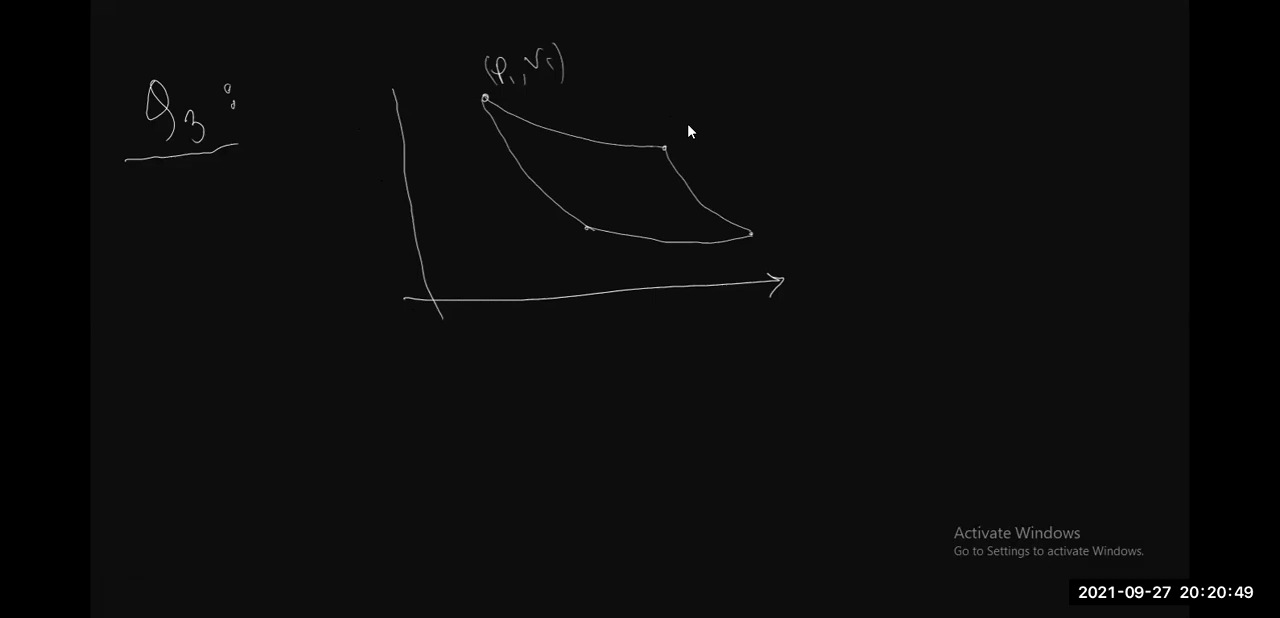 (P₁, V₁)
Q₃ :
Activate Windows
Go to Settings to activate Windows.
2021-09-27 20:20:49